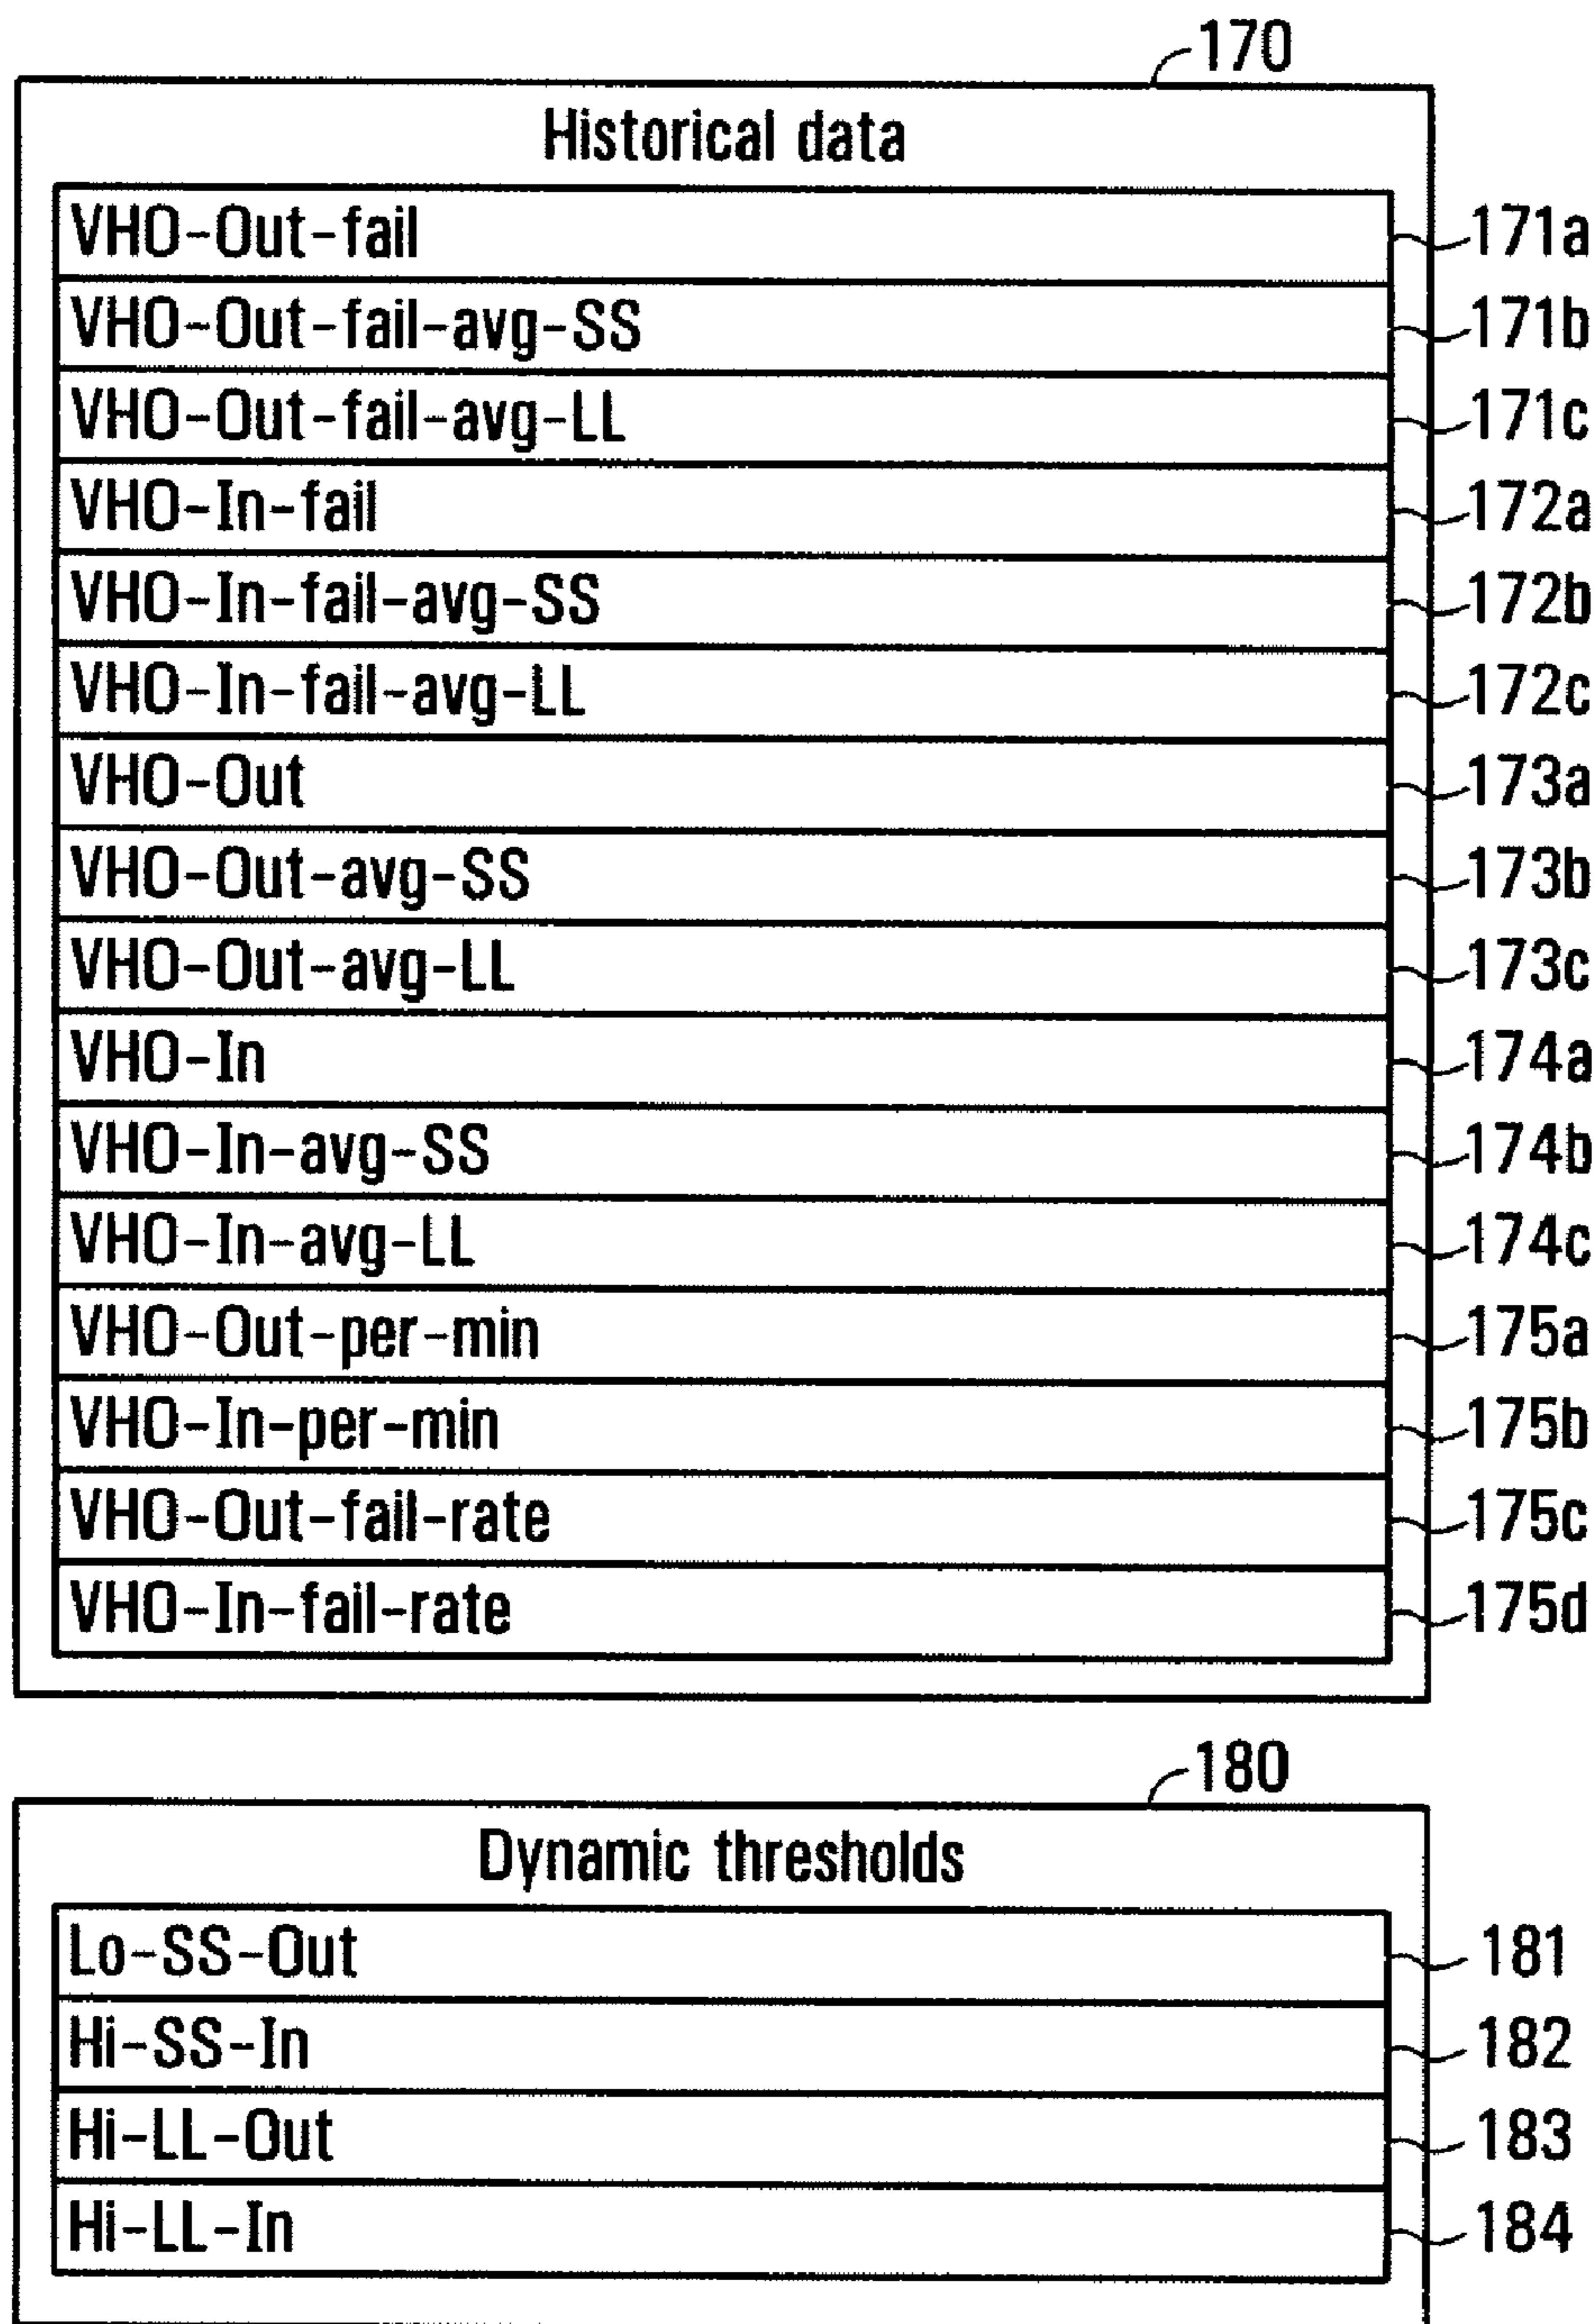 170
Historical data
VHO-Out-fail 171a
VHO-Out-fail-avg-SS 171b
VHO-Out-fail-avg-LL 171c
VHO-In-fail 172a
VHO-In-fail-avg-SS 172b
VHO-In-fail-avg-LL 172c
VHO-Out 173a
VHO-Out-avg-SS 173b
VHO-Out-avg-LL 173c
VHO-In 174a
VHO-In-avg-SS 174b
VHO-In-avg-LL 174c
VHO-Out-per-min 175a
VHO-In-per-min 175b
VHO-Out-fail-rate 175c
VHO-In-fail-rate 175d
180
Dynamic thresholds
Lo-SS-Out 181
Hi-SS-In 182
Hi-LL-Out 183
Hi-LL-In 184